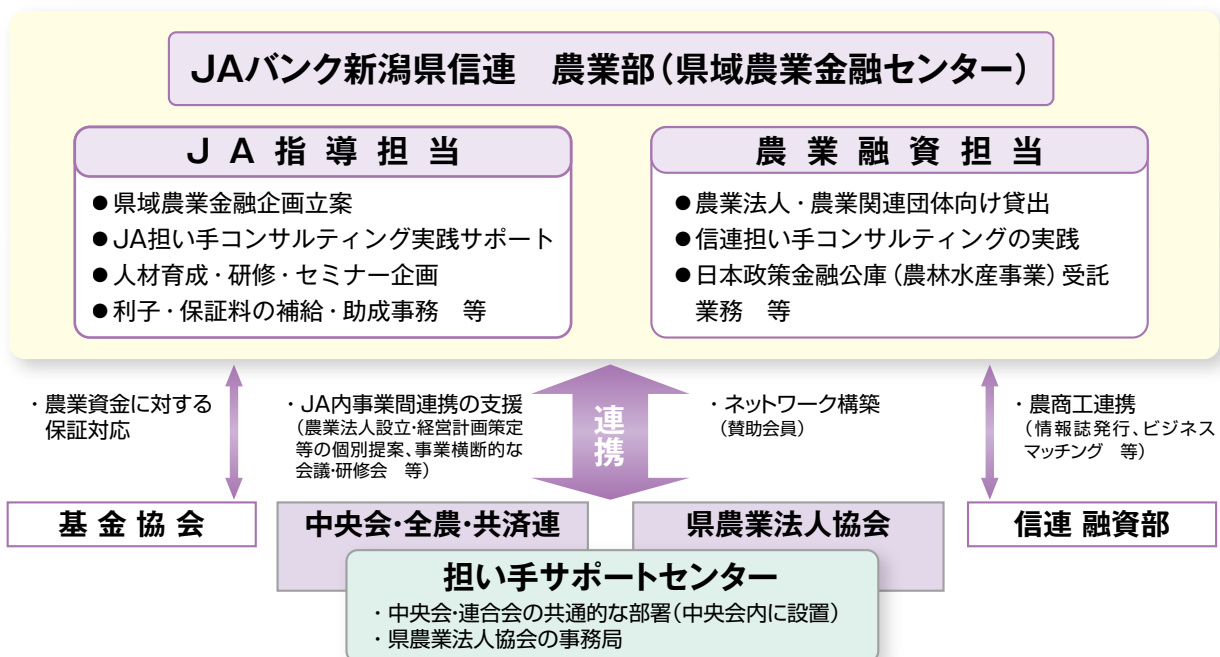 JAバンク新潟県信連　農業部（県域農業金融センター）
JA指導担当
●県域農業金融企画立案
●JA担い手コンサルティング実践サポート
●人材育成・研修・セミナー企画
●利子・保証料の補給・助成事務　等
農業融資担当
●農業法人・農業関連団体向け貸出
●信連担い手コンサルティングの実践
●日本政策金融公庫（農林水産事業）受託
業務　等
・農業資金に対する
保証対応
・JA内事業間連携の支援
（農業法人設立・経営計画策定
等の個別提案、事業横断的な
会議・研修会　等）
連携
・ネットワーク構築
（賛助会員）
・農商工連携
（情報誌発行、ビジネス
マッチング　等）
基金協会
中央会・全農・共済連
県農業法人協会
信連 融資部
担い手サポートセンター
・中央会・連合会の共通的な部署（中央会内に設置）
・県農業法人協会の事務局